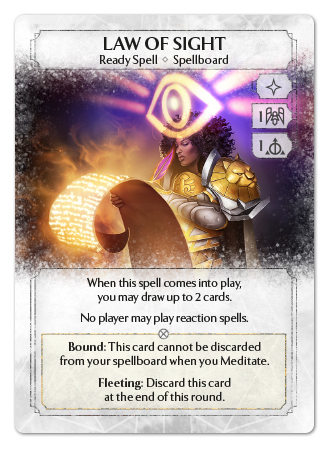 LAW OF SIGHT
Ready Spell ⟐ Spellboard
1
1
When this spell comes into play,
you may draw up to 2 cards.
No player may play reaction spells.
Bound: This card cannot be discarded
from your spellboard when you Meditate.
Fleeting: Discard this card
at the end of this round.